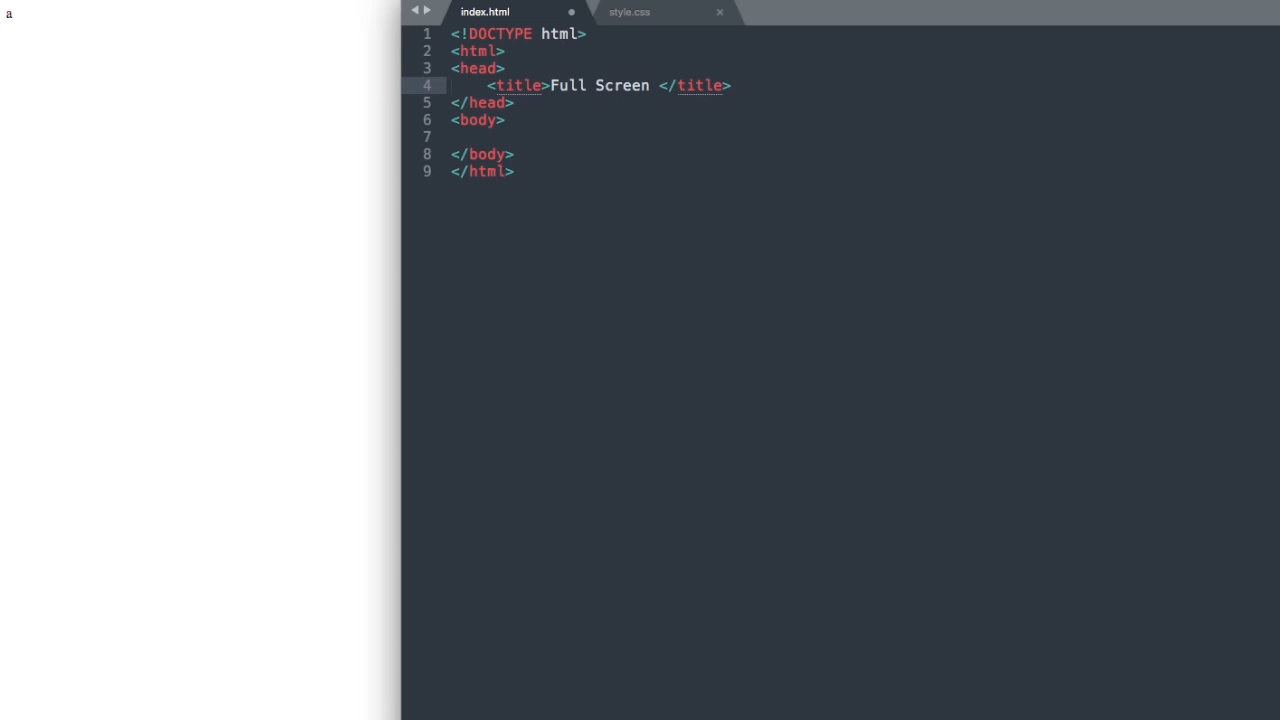 a
index.html
style.css
1 <!DOCTYPE html>
2 <html>
3 <head>
4     <title>Full Screen </title>
5 </head>
6 <body>
7
8 </body>
9 </html>